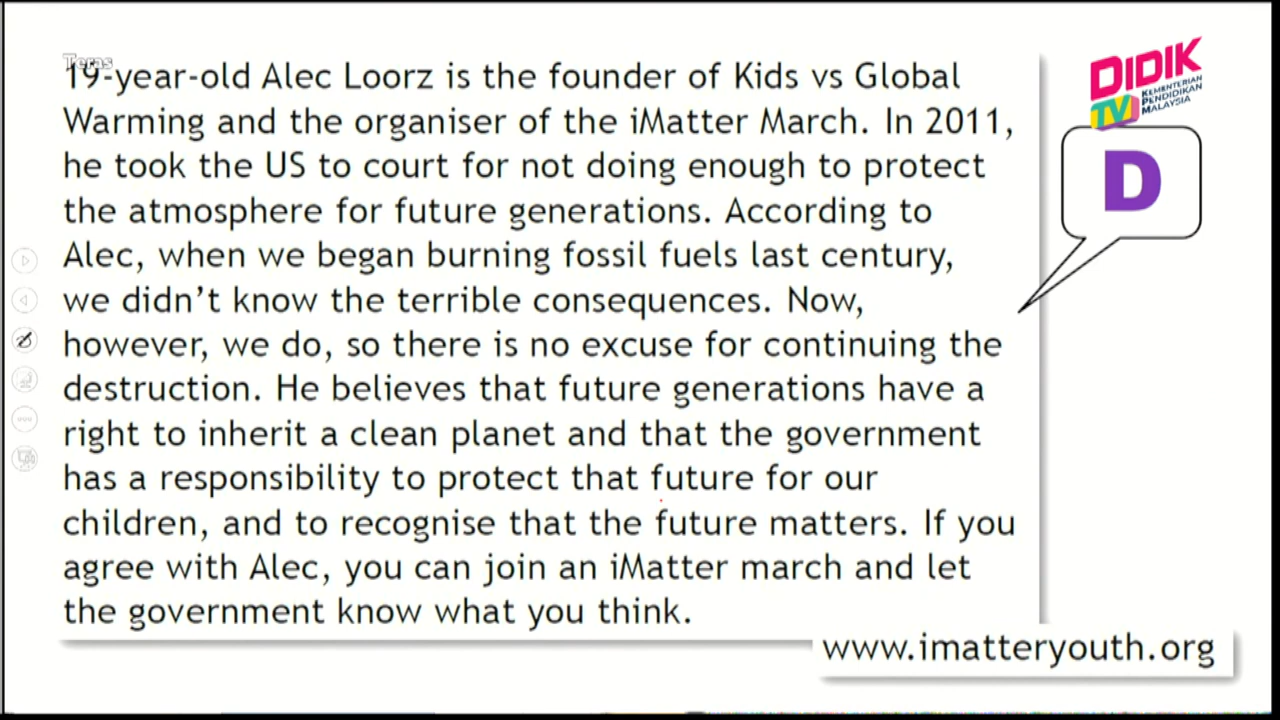 Teras
19-year-old Alec Loorz is the founder of Kids vs Global
Warming and the organiser of the iMatter March. In 2011,
he took the US to court for not doing enough to protect
the atmosphere for future generations. According to
Alec, when we began burning fossil fuels last century,
we didn't know the terrible consequences. Now,
however, we do, so there is no excuse for continuing the
destruction. He believes that future generations have a
right to inherit a clean planet and that the government
has a responsibility to protect that future for our
children, and to recognise that the future matters. If you
agree with Alec, you can join an iMatter march and let
the government know what you think.
www.imatteryouth.org
DIDIK
TV
KEMENTERIAN
PENDIDIKAN
MALAYSIA
D